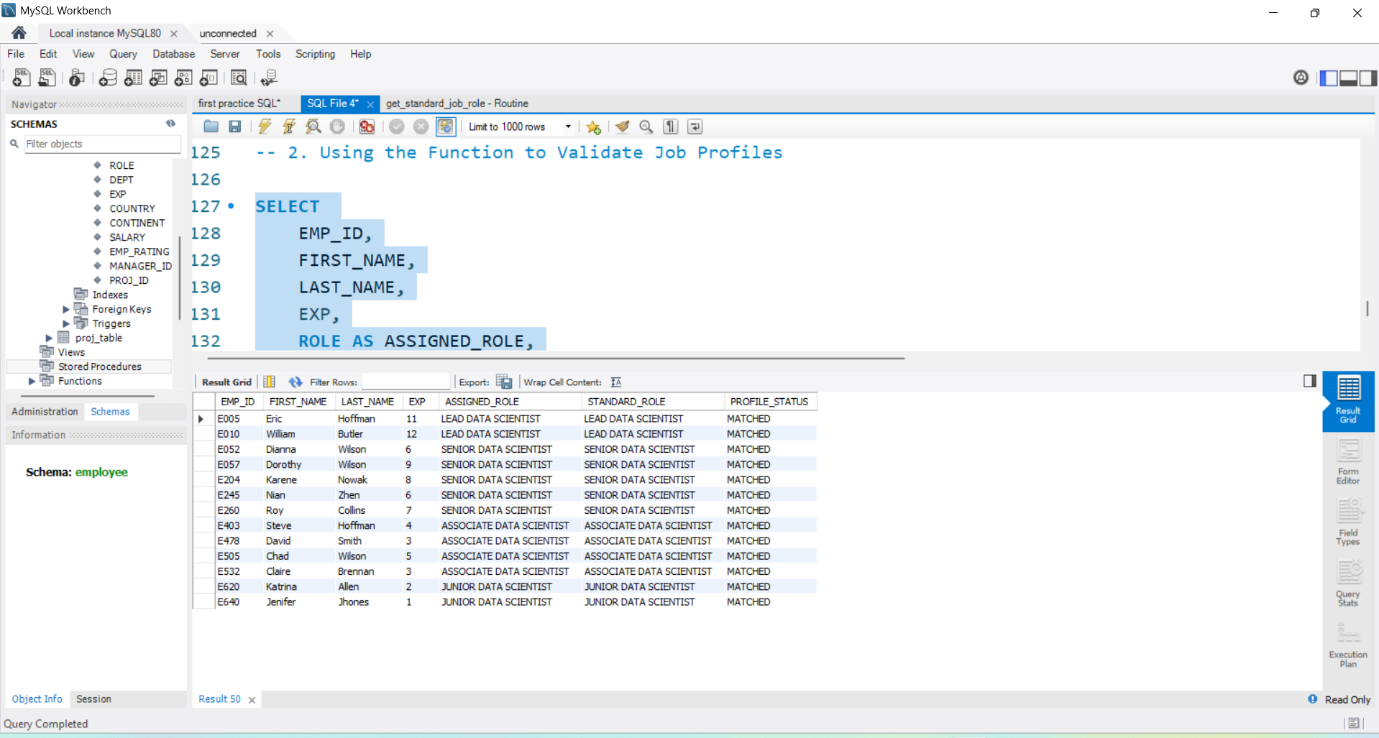 MySQL Workbench
Local instance MySQL80 × unconnected ×
File Edit View Query Database Server Tools Scripting Help
Navigator
SCHEMAS
Filter objects
ROLE
DEPT
EXP
COUNTRY
CONTINENT
SALARY
EMP_RATING
MANAGER_ID
PROJ_ID
Indexes
Foreign Keys
Triggers
proj_table
Views
Stored Procedures
Functions
Administration Schemas
Information
Schema: employee
Object Info Session
first practice SQL* SQL File 4* × get_standard_job_role - Routine
Limit to 1000 rows
125 -- 2. Using the Function to Validate Job Profiles
126
127 SELECT
128 EMP_ID,
129 FIRST_NAME,
130 LAST_NAME,
131 EXP,
132 ROLE AS ASSIGNED_ROLE,
Result Grid Filter Rows: Export: Wrap Cell Content:
EMP_ID FIRST_NAME LAST_NAME EXP ASSIGNED_ROLE STANDARD_ROLE PROFILE_STATUS
E005 Eric Hoffman 11 LEAD DATA SCIENTIST LEAD DATA SCIENTIST MATCHED
E010 William Butler 12 LEAD DATA SCIENTIST LEAD DATA SCIENTIST MATCHED
E052 Dianna Wilson 6 SENIOR DATA SCIENTIST SENIOR DATA SCIENTIST MATCHED
E057 Dorothy Wilson 9 SENIOR DATA SCIENTIST SENIOR DATA SCIENTIST MATCHED
E204 Karene Nowak 8 SENIOR DATA SCIENTIST SENIOR DATA SCIENTIST MATCHED
E245 Nian Zhen 6 SENIOR DATA SCIENTIST SENIOR DATA SCIENTIST MATCHED
E260 Roy Collins 7 SENIOR DATA SCIENTIST SENIOR DATA SCIENTIST MATCHED
E403 Steve Hoffman 4 ASSOCIATE DATA SCIENTIST ASSOCIATE DATA SCIENTIST MATCHED
E478 David Smith 3 ASSOCIATE DATA SCIENTIST ASSOCIATE DATA SCIENTIST MATCHED
E505 Chad Wilson 5 ASSOCIATE DATA SCIENTIST ASSOCIATE DATA SCIENTIST MATCHED
E532 Claire Brennan 3 ASSOCIATE DATA SCIENTIST ASSOCIATE DATA SCIENTIST MATCHED
E620 Katrina Allen 2 JUNIOR DATA SCIENTIST JUNIOR DATA SCIENTIST MATCHED
E640 Jenifer Jhones 1 JUNIOR DATA SCIENTIST JUNIOR DATA SCIENTIST MATCHED
Result
Grid
Form
Editor
Field
Types
Query
Stats
Execution
Plan
Result 50 ×
Read Only
Query Completed